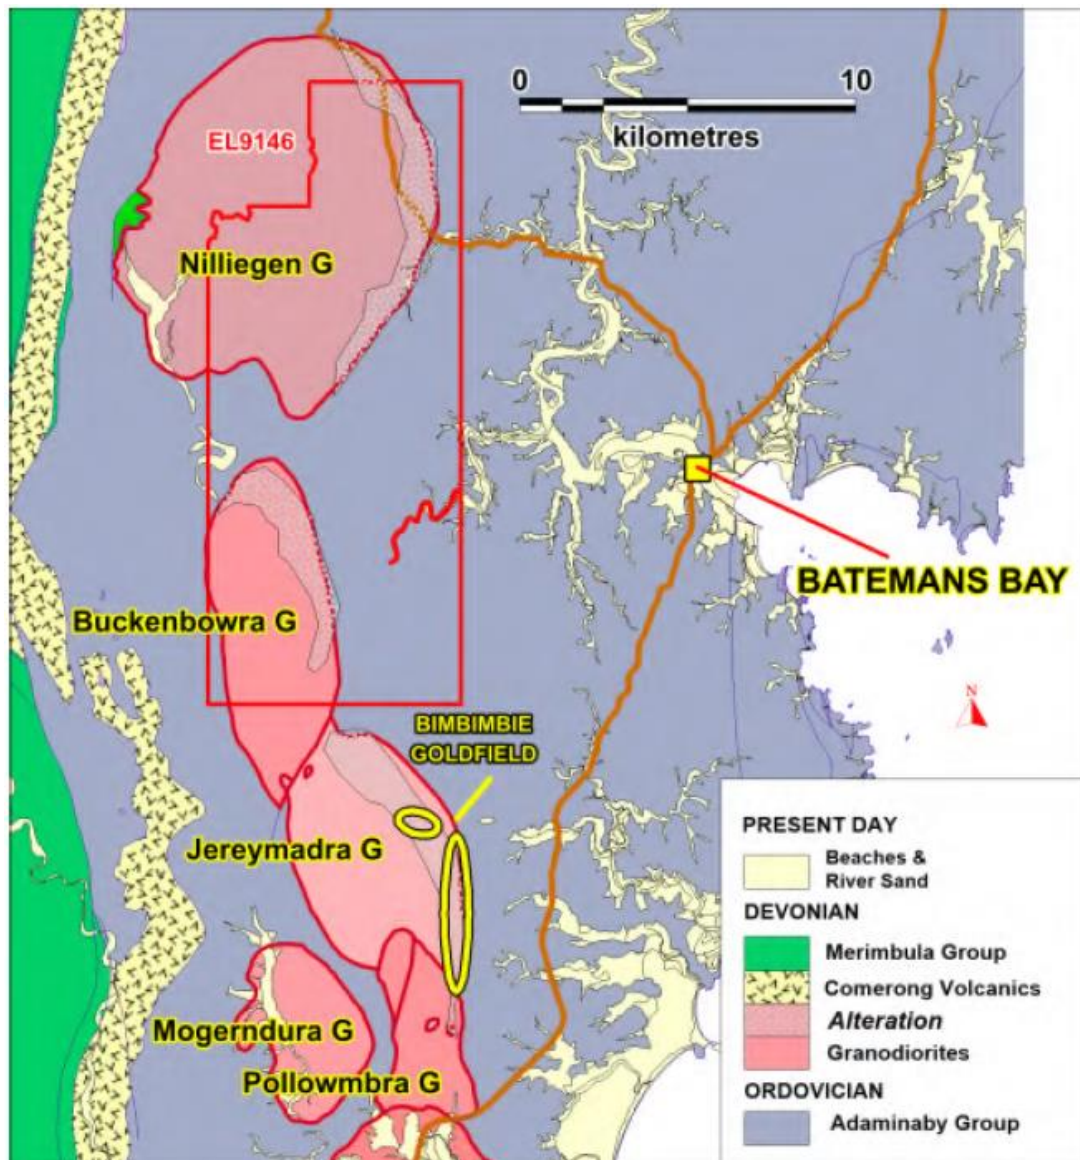 0 10
kilometres
EL9146
Nilliegen G
BATEMANS BAY
Buckenbowra G
N
BIMBIMBIE
GOLDFIELD
Jereymadra G
Mogerndura G
Pollowmbra G
PRESENT DAY
Beaches &
River Sand
DEVONIAN
Merimbula Group
Comerong Volcanics
Alteration
Granodiorites
ORDOVICIAN
Adaminaby Group